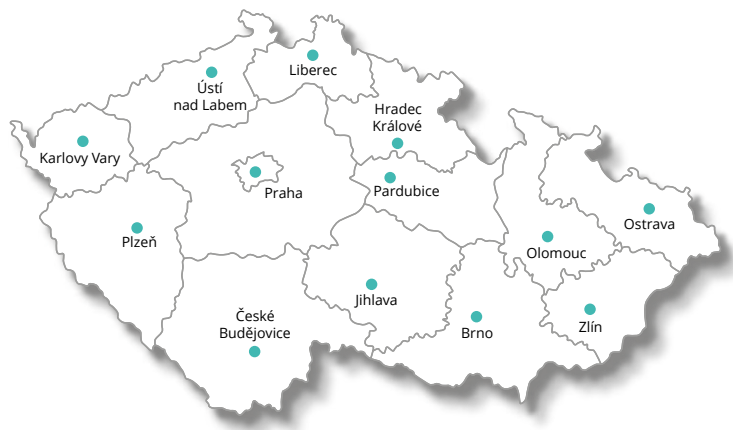 Liberec
Ústí
nad Labem
Hradec
Králové
Karlovy Vary
Praha
Pardubice
Plzeň
Ostrava
Olomouc
Jihlava
České
Budějovice
Brno
Zlín